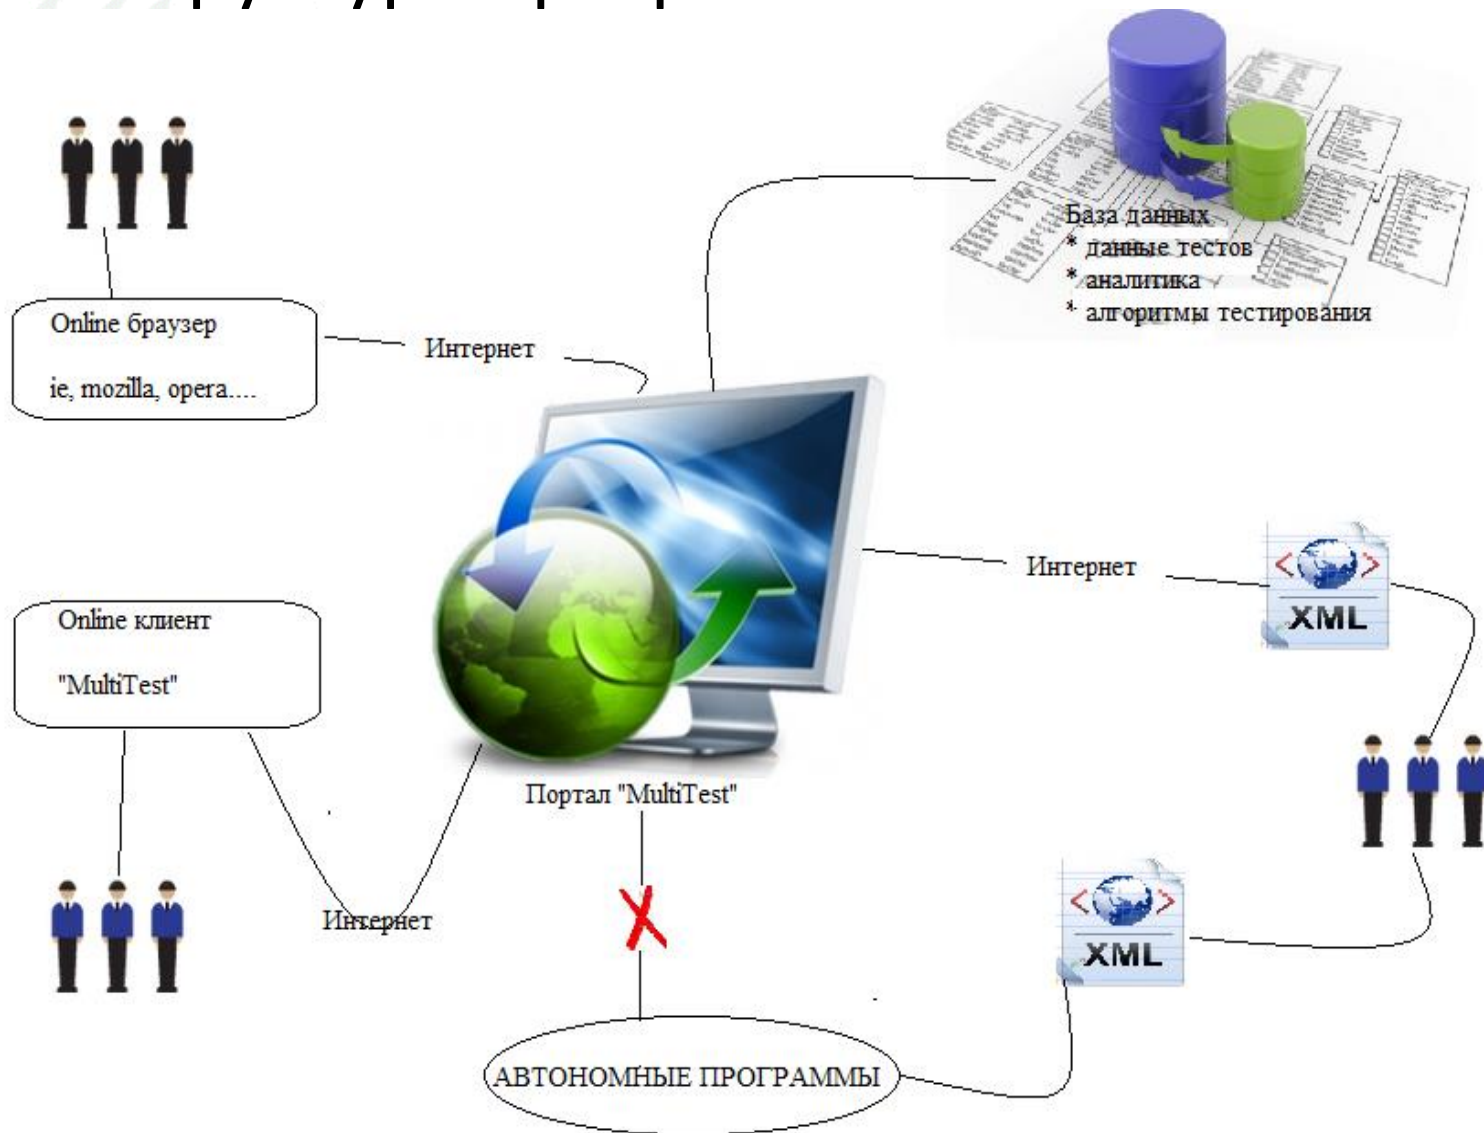 База данных
* данные тестов
* аналитика
* алгоритмы тестирования
Online браузер
ie, mozilla, opera....
Интернет
Интернет
XML
Online клиент
"MultiTest"
Портал "MultiTest"
Интернет
XML
АВТОНОМНЫЕ ПРОГРАММЫ